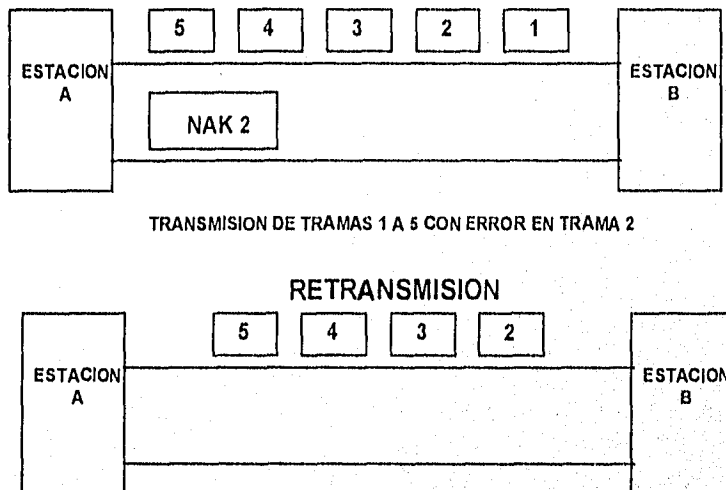 5 4 3 2 1
ESTACION
A
ESTACION
B
NAK 2
TRANSMISION DE TRAMAS 1 A 5 CON ERROR EN TRAMA 2
RETRANSMISION
5 4 3 2
ESTACION
A
ESTACION
B